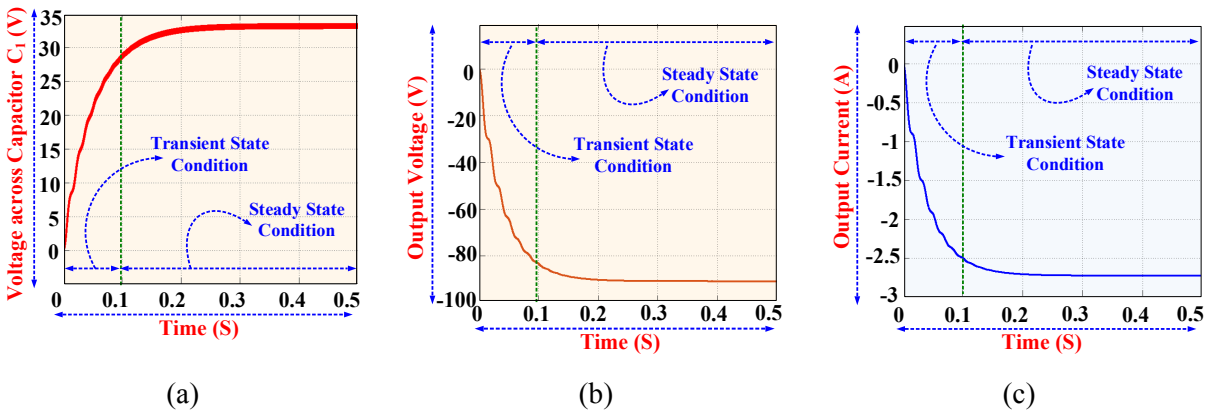 Voltage across Capacitor C1 (V)
35
30
25
20
15
10
5
0
Transient State
Condition
Steady State
Condition
0 0.1 0.2 0.3 0.4 0.5
Time (S)
(a)
Output Voltage (V)
0
-20
-40
-60
-80
-100
Steady State
Condition
Transient State
Condition
0 0.1 0.2 0.3 0.4 0.5
Time (S)
(b)
Output Current (A)
0
-0.5
-1
-1.5
-2
-2.5
-3
Steady State
Condition
Transient State
Condition
0 0.1 0.2 0.3 0.4 0.5
Time (S)
(c)